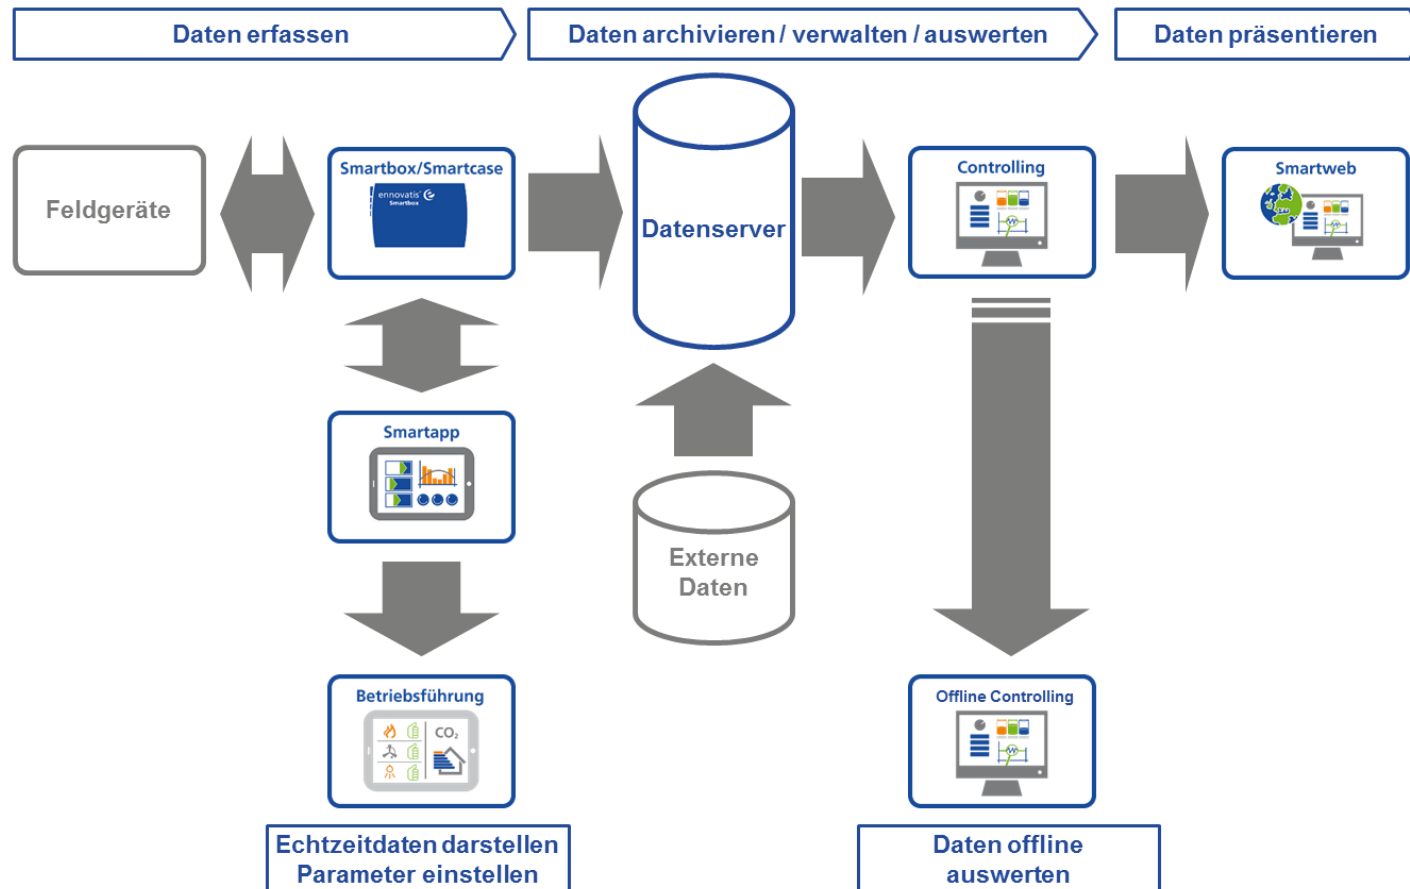 Daten erfassen
Daten archivieren / verwalten / auswerten
Daten präsentieren
Feldgeräte
Smartbox/Smartcase
ennovatis
Smartbox
Datenserver
Controlling
Smartweb
Smartapp
Externe
Daten
Betriebsführung
CO₂
Offline Controlling
Echtzeitdaten darstellen
Parameter einstellen
Daten offline
auswerten